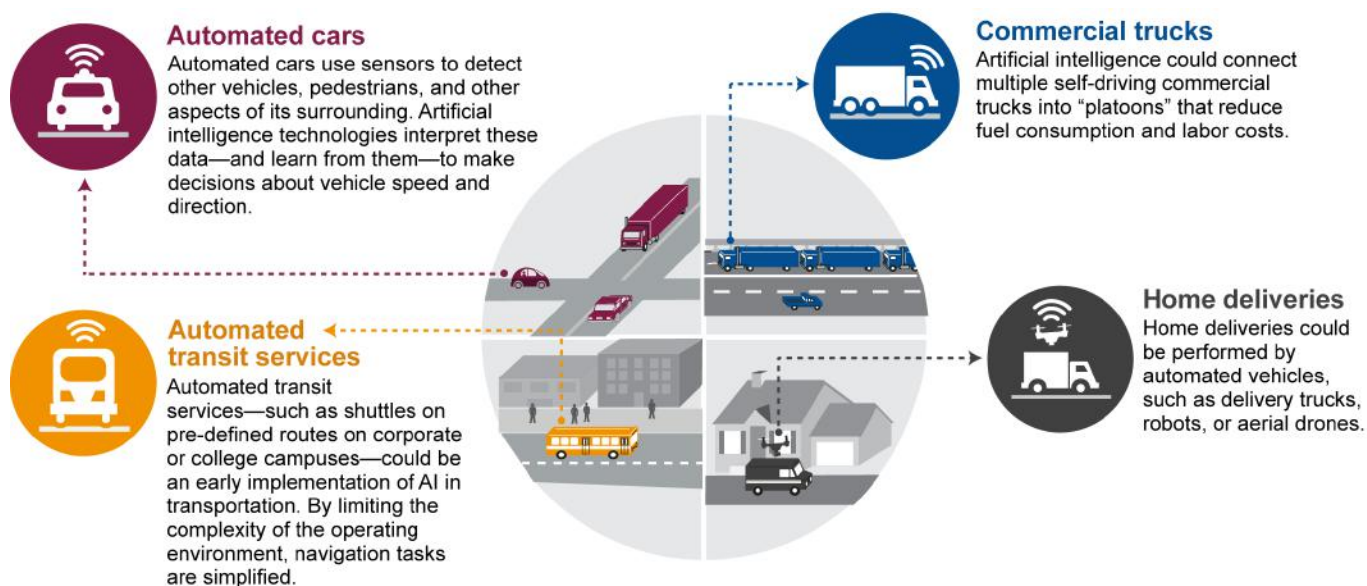 Automated cars
Automated cars use sensors to detect
other vehicles, pedestrians, and other
aspects of its surrounding. Artificial
intelligence technologies interpret these
data—and learn from them—to make
decisions about vehicle speed and
direction.
Commercial trucks
Artificial intelligence could connect
multiple self-driving commercial
trucks into “platoons” that reduce
fuel consumption and labor costs.
Automated
transit services
Automated transit
services—such as shuttles on
pre-defined routes on corporate
or college campuses—could be
an early implementation of AI in
transportation. By limiting the
complexity of the operating
environment, navigation tasks
are simplified.
Home deliveries
Home deliveries could
be performed by
automated vehicles,
such as delivery trucks,
robots, or aerial drones.